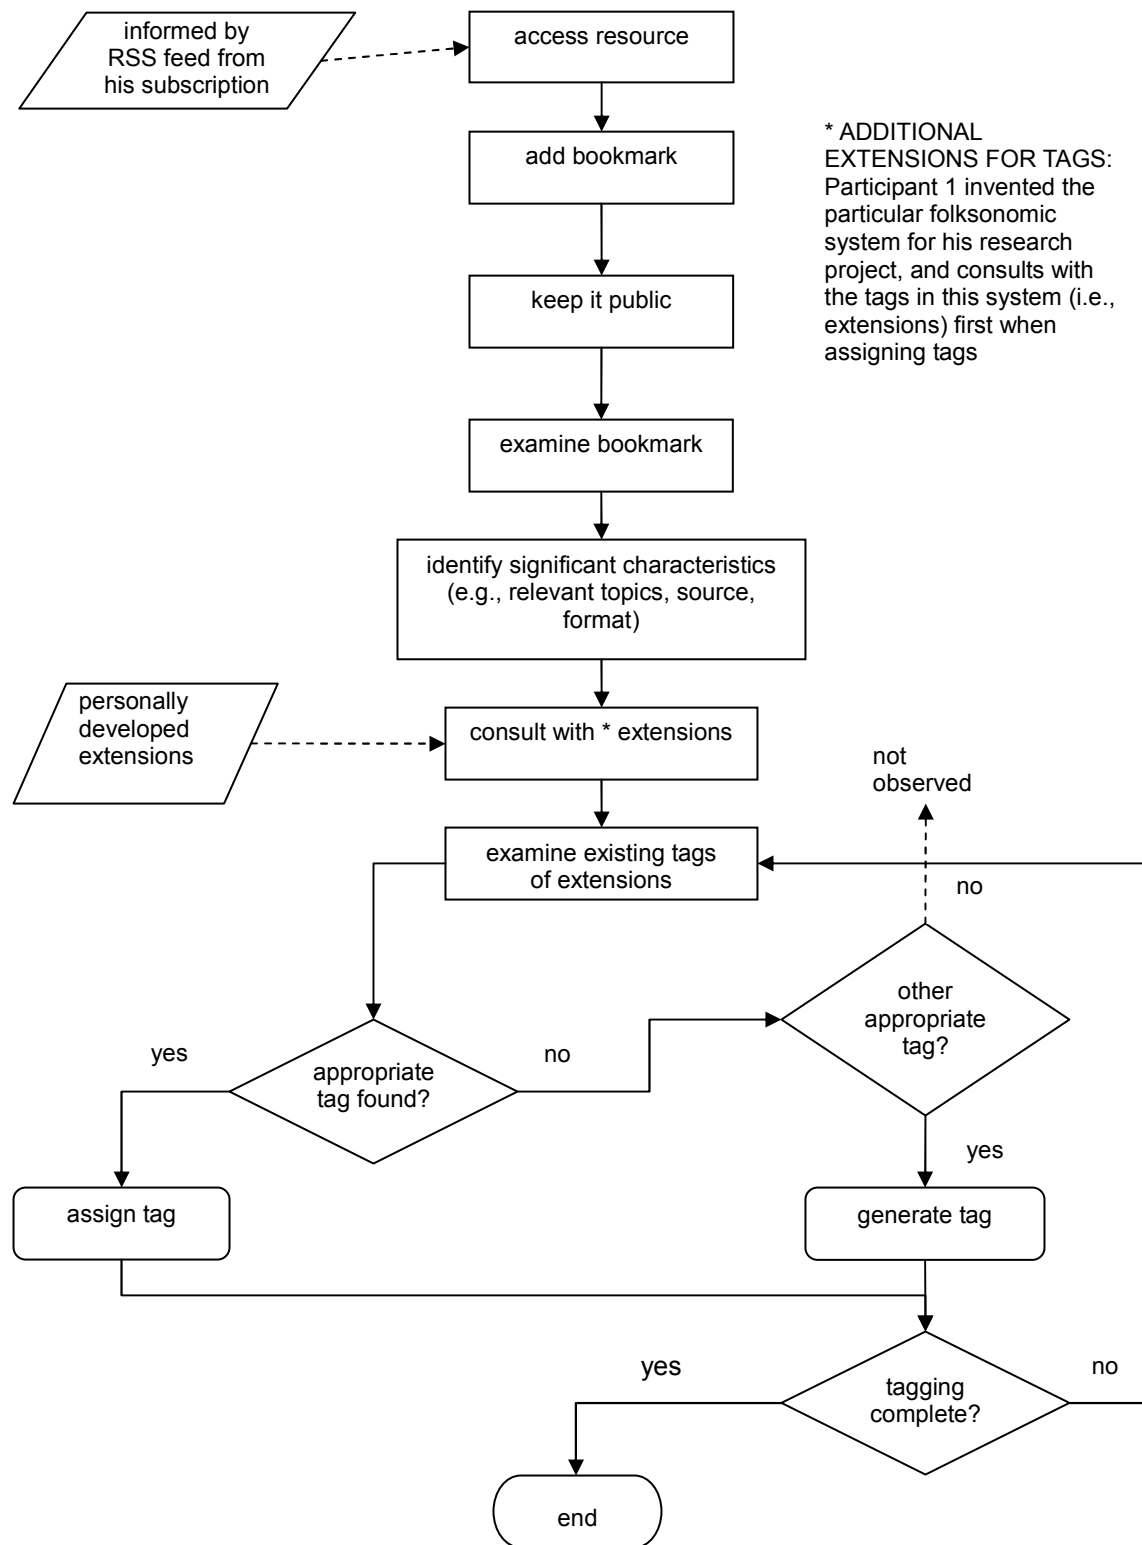 informed by
RSS feed from
his subscription
access resource
add bookmark
* ADDITIONAL
EXTENSIONS FOR TAGS:
Participant 1 invented the
particular folksonomic
system for his research
project, and consults with
the tags in this system (i.e.,
extensions) first when
assigning tags
keep it public
examine bookmark
identify significant characteristics
(e.g., relevant topics, source,
format)
personally
developed
extensions
consult with * extensions
not
observed
examine existing tags
of extensions
no
other
appropriate
tag?
yes
appropriate
tag found?
no
yes
assign tag
generate tag
yes
tagging
complete?
no
end